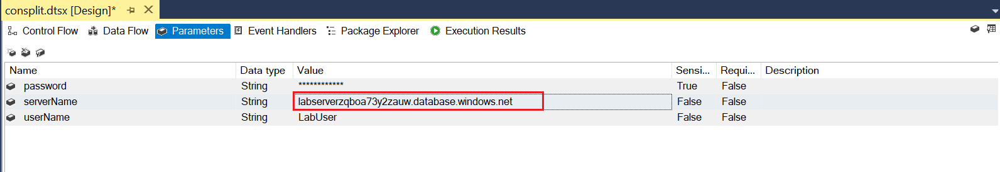 consplit.dtsx [Design]*
Control Flow Data Flow Parameters Event Handlers Package Explorer Execution Results
Name Data type Value Sensi... Requi... Description
password String ************ True False
serverName String labserverzqboa73y2zauw.database.windows.net False False
userName String LabUser False False